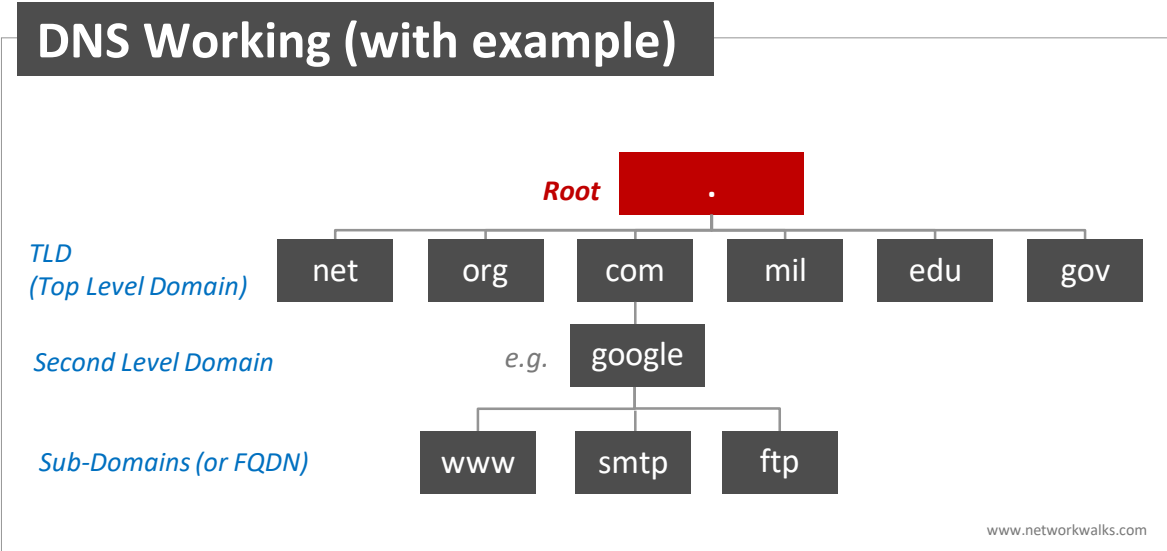 DNS Working (with example)
Root
.
TLD
(Top Level Domain)
net
org
com
mil
edu
gov
Second Level Domain
e.g.
google
Sub-Domains (or FQDN)
www
smtp
ftp
www.networkwalks.com